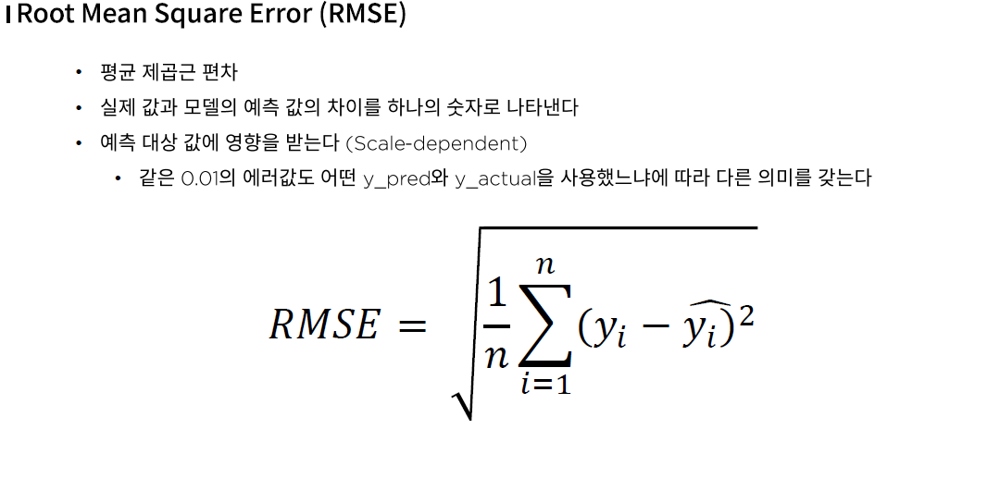 Root Mean Square Error (RMSE)
• 평균 제곱근 편차
• 실제 값과 모델의 예측 값의 차이를 하나의 숫자로 나타낸다
• 예측 대상 값에 영향을 받는다 (Scale-dependent)
• 같은 0.01의 에러값도 어떤 y_pred와 y_actual을 사용했느냐에 따라 다른 의미를 갖는다
$RMSE = \sqrt{\frac{1}{n}\sum_{i=1}^{n}(y_i - \widehat{y_i})^2}$